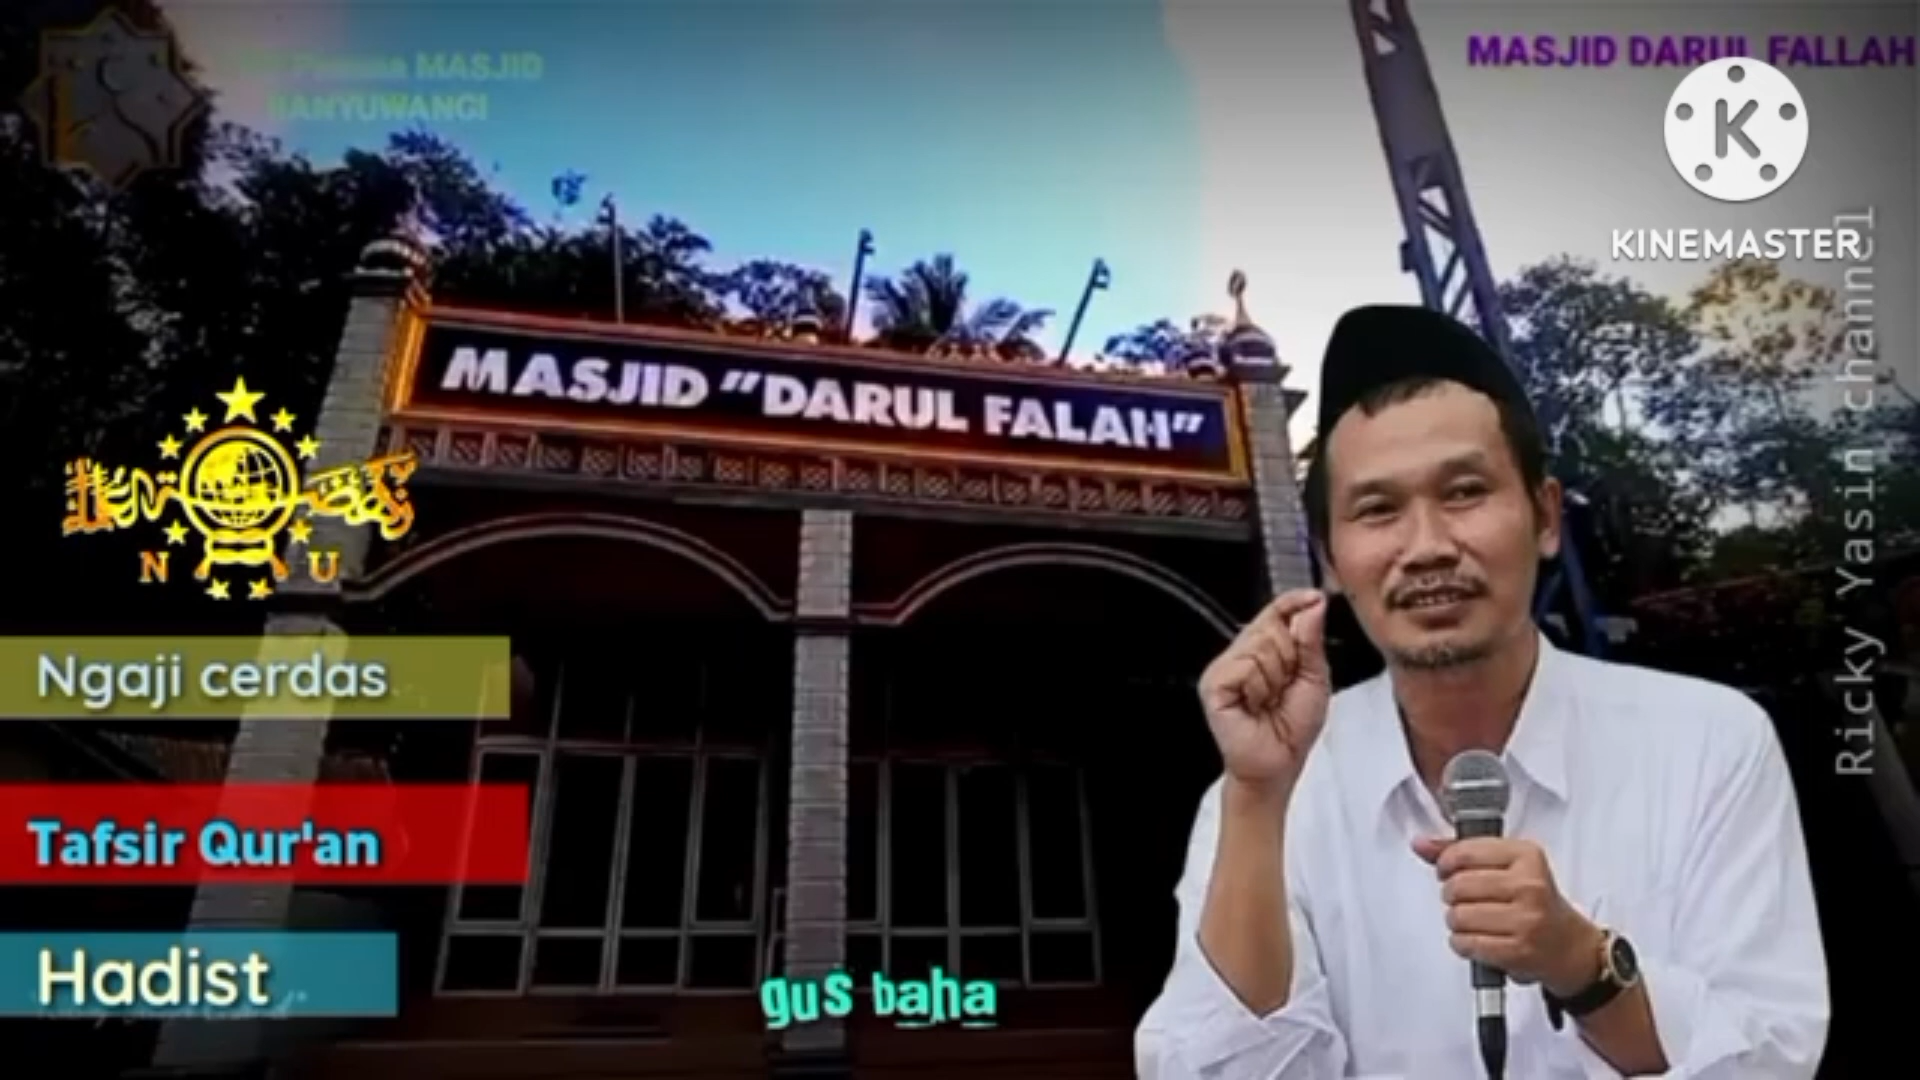 MASJID
BANYUWANGI
MASJID DARUL FALLAH
KINEMASTER
Ricky Yasin channel
MASJID "DARUL FALAH"
N U
Ngaji cerdas
Tafsir Qur'an
Hadist
gus baha